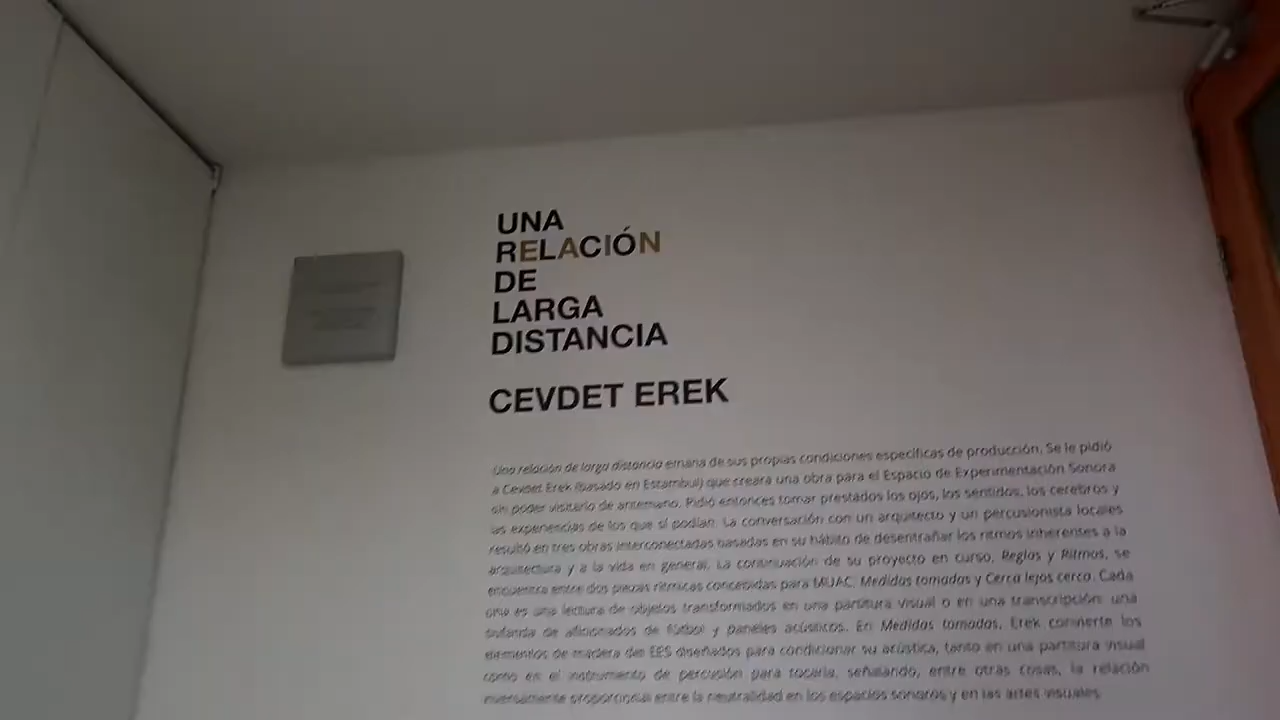 UNA
RELACIÓN
DE
LARGA
DISTANCIA
CEVDET EREK
Una relación de larga distancia emana de sus propias condiciones específicas de producción. Se le pidió
a Cevdet Erek (basado en Estambul) que creara una obra para el Espacio de Experimentación Sonora
sin poder visitarlo de antemano. Pidió entonces tomar prestados los ojos, los sentidos, los cerebros y
las experiencias de los que sí podían. La conversación con un arquitecto y un percusionista locales
resultó en tres obras interconectadas basadas en su hábito de desentrañar los ritmos inherentes a la
arquitectura y a la vida en general. La continuación de su proyecto en curso, Reglas y Ritmos, se
encuentra entre dos piezas rítmicas concebidas para MUAC, Medidas tomadas y Cerca lejos cerca. Cada
una es una lectura de objetos transformados en una partitura visual o en una transcripción: una
bufanda de aficionados de fútbol y paneles acústicos. En Medidas tomadas, Erek convierte los
elementos de madera del EES diseñados para condicionar su acústica, tanto en una partitura visual
como en el instrumento de percusión para tocarla, señalando, entre otras cosas, la relación
inversamente proporcional entre la neutralidad en los espacios sonoros y en las artes visuales.